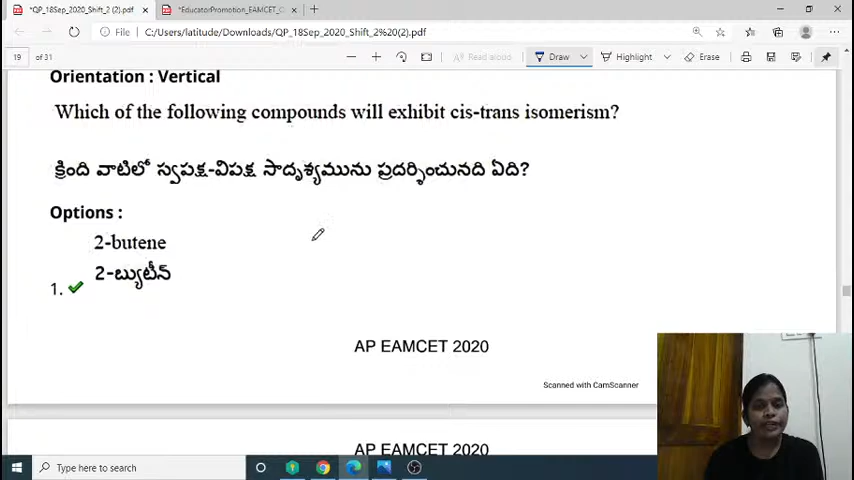 *QP_18Sep_2020_Shift_2 (2).pdf
*EducatorPromotion_EAMCET_C
File
C:/Users/latitude/Downloads/QP_18Sep_2020_Shift_2%20(2).pdf
19 of 31
Read aloud
Draw
Highlight
Erase
Orientation : Vertical
Which of the following compounds will exhibit cis-trans isomerism?
క్రింది వాటిలో స్వపక్ష-విపక్ష సాదృశ్యమును ప్రదర్శించునది ఏది?
Options :
2-butene
2-బ్యుటీన్
1.
AP EAMCET 2020
Scanned with CamScanner
AP EAMCET 2020
Type here to search